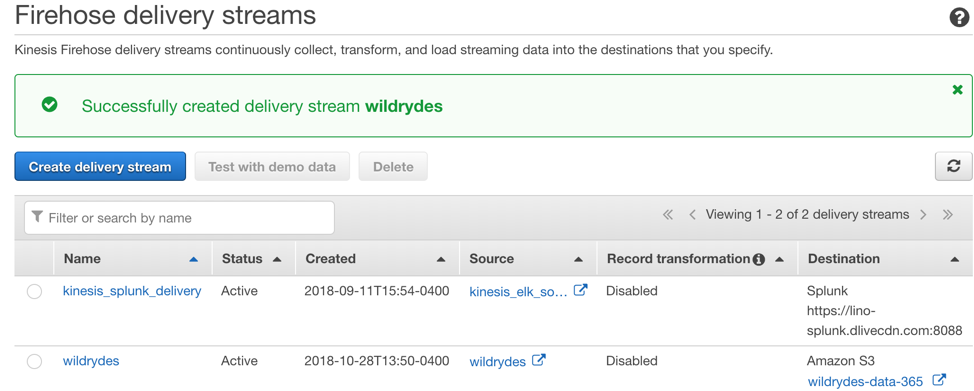 Firehose delivery streams
?
Kinesis Firehose delivery streams continuously collect, transform, and load streaming data into the destinations that you specify.
Successfully created delivery stream wildrydes
Create delivery stream Test with demo data Delete
Filter or search by name Viewing 1 - 2 of 2 delivery streams
Name Status Created Source Record transformation Destination
kinesis_splunk_delivery Active 2018-09-11T15:54-0400 kinesis_elk_so... Disabled Splunk
https://lino-
splunk.dlivecdn.com:8088
wildrydes Active 2018-10-28T13:50-0400 wildrydes Disabled Amazon S3
wildrydes-data-365